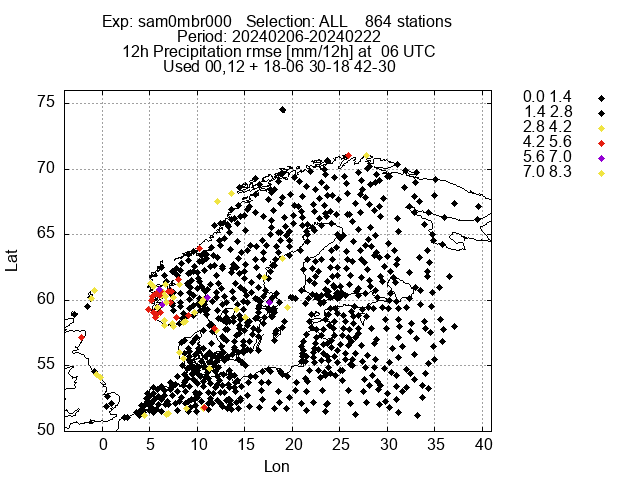 Exp: sam0mbr000 Selection: ALL 864 stations
Period: 20240206-20240222
12h Precipitation rmse [mm/12h] at 06 UTC
Used 00,12 + 18-06 30-18 42-30
0.0 1.4
1.4 2.8
2.8 4.2
4.2 5.6
5.6 7.0
7.0 8.3
75
70
65
60
55
50
Lat
0 5 10 15 20 25 30 35 40
Lon